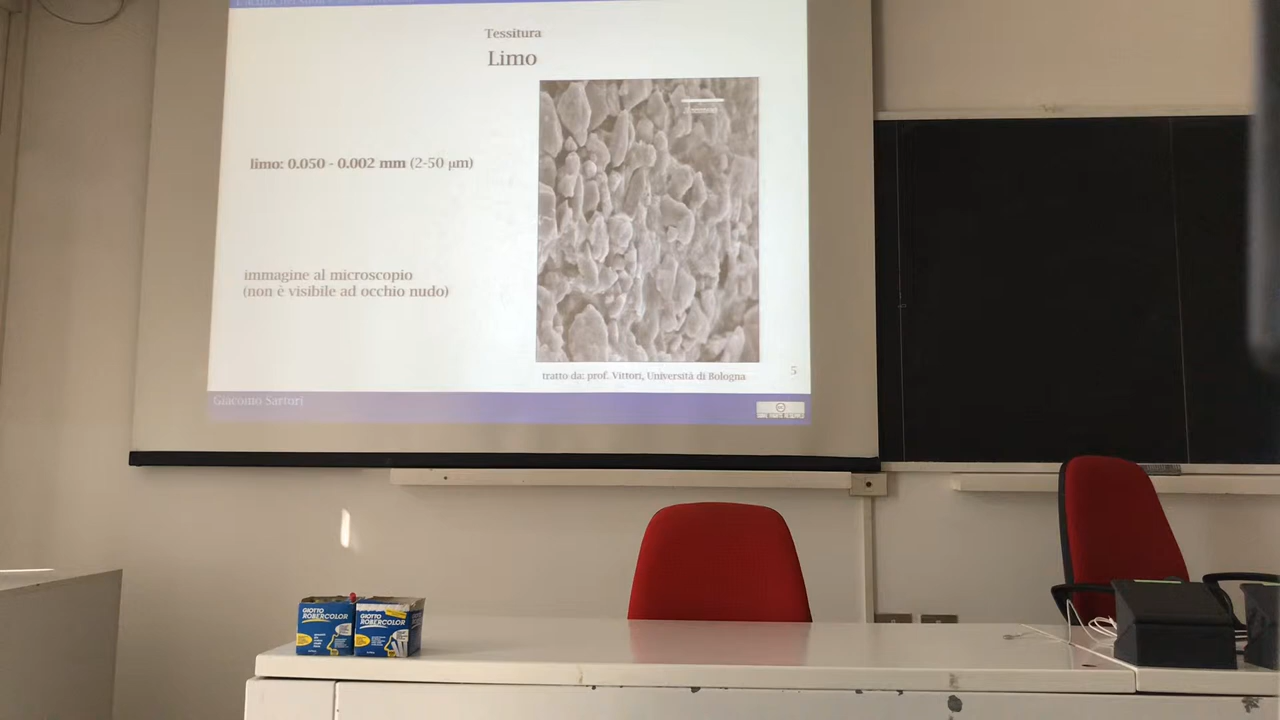 Tessitura
Limo
limo: 0.050 - 0.002 mm (2-50 μm)
immagine al microscopio
(non è visibile ad occhio nudo)
tratto da: prof. Vittori, Università di Bologna
5
Giacomo Sartori
GIOTTO
ROBERCOLOR
GIOTTO
ROBERCOLOR